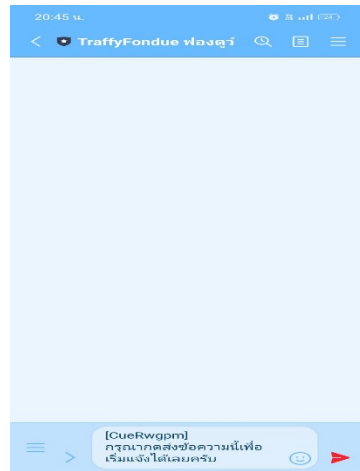 20:45 น.
TraffyFondue ฟองดูว์
[CueRwgpm]
กรุณากดส่งข้อความนี้เพื่อ
เริ่มแจ้งได้เลยครับ